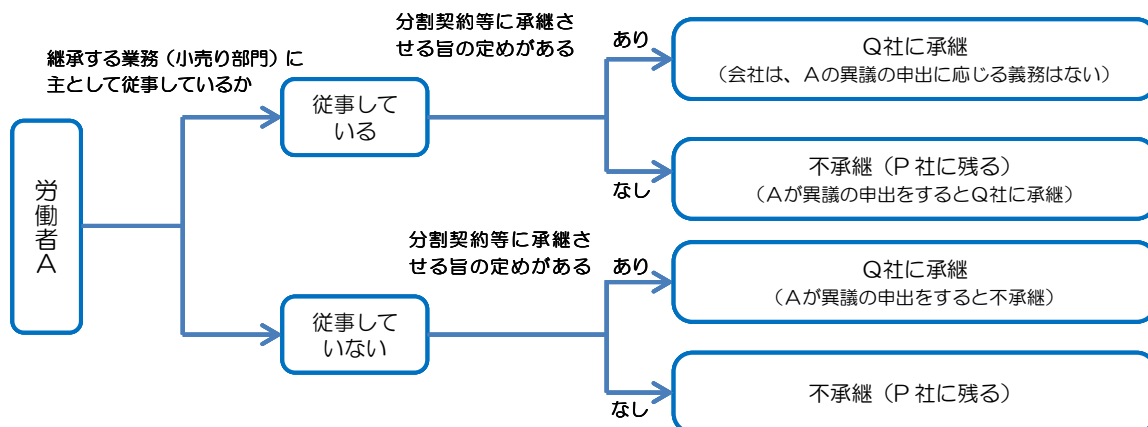 継承する業務（小売り部門）に
主として従事しているか
労働者A
従事して
いる
分割契約等に承継さ
せる旨の定めがある
あり
Q社に承継
（会社は、Aの異議の申出に応じる義務はない）
なし
不承継（P社に残る）
（Aが異議の申出をするとQ社に承継）
従事して
いない
分割契約等に承継さ
せる旨の定めがある
あり
Q社に承継
（Aが異議の申出をすると不承継）
なし
不承継（P社に残る）